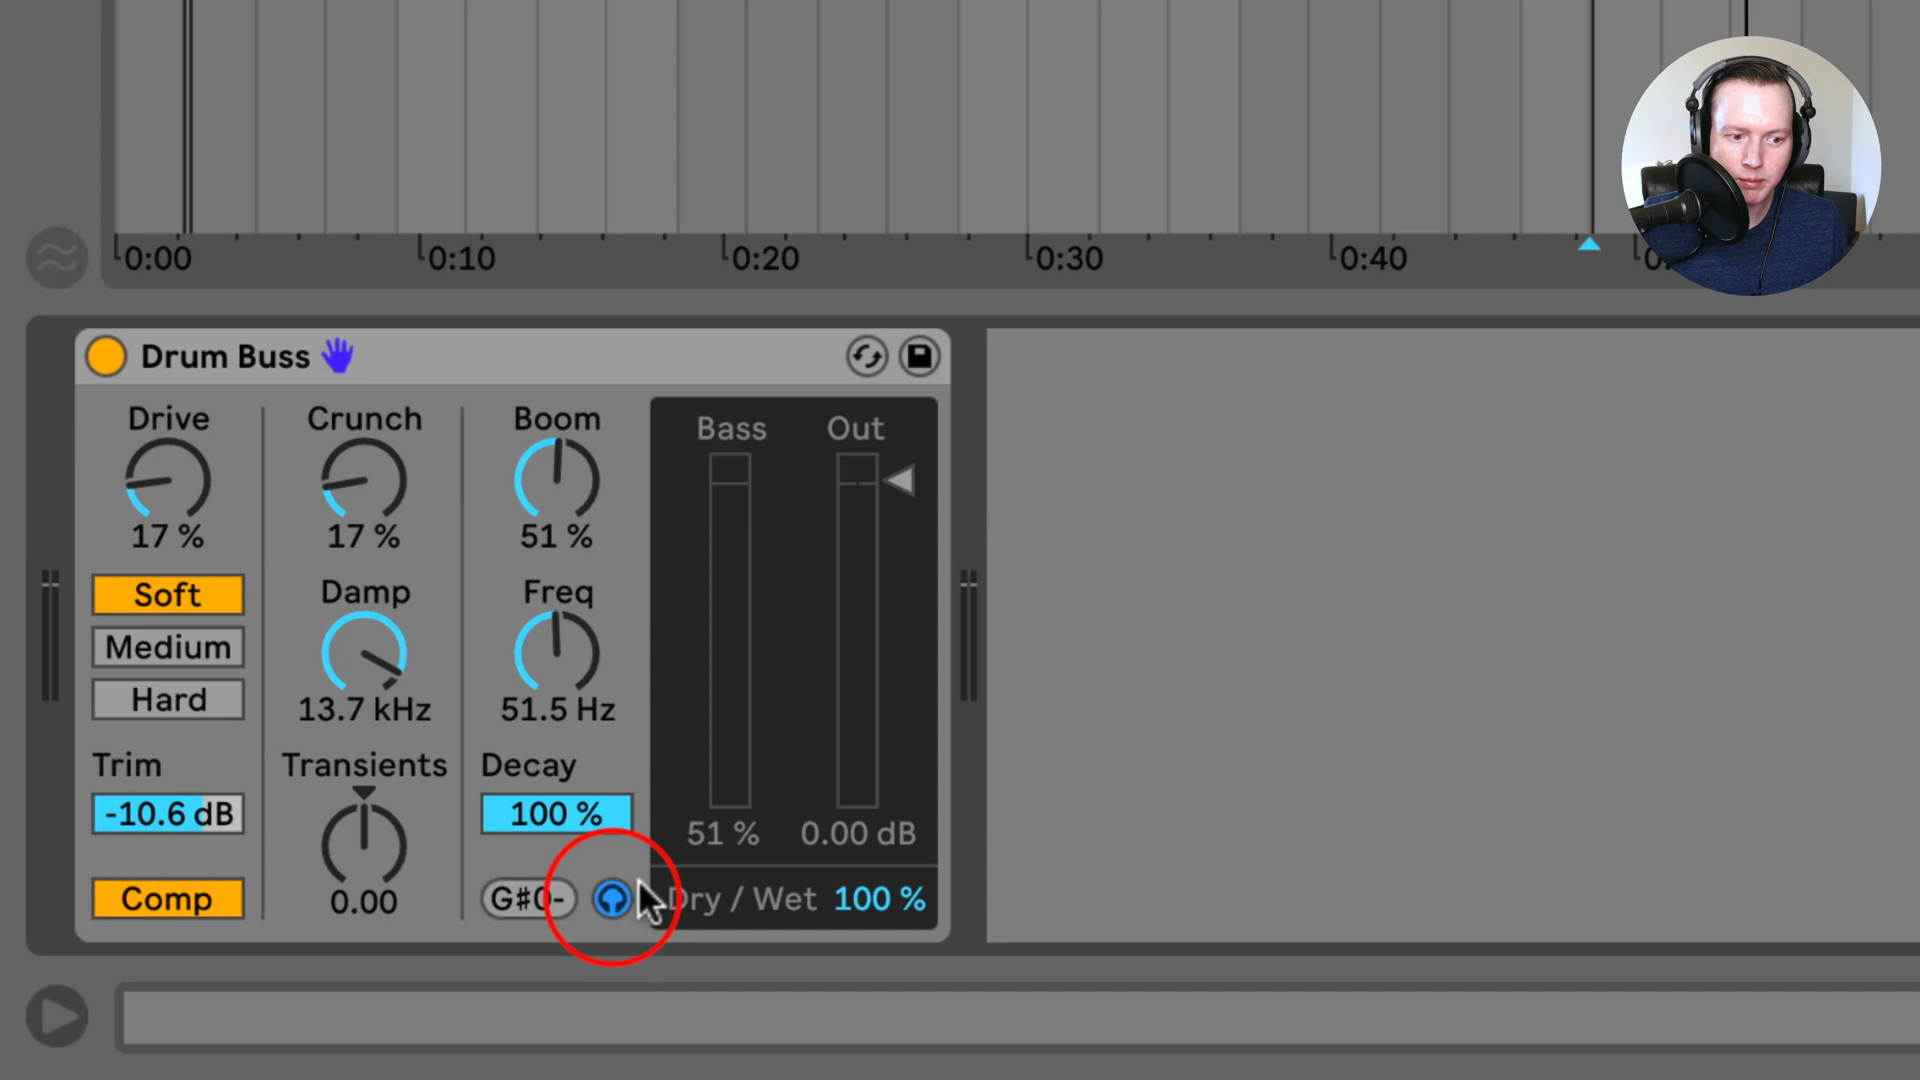 0:00 0:10 0:20 0:30 0:40
Drum Buss
Drive Crunch Boom Bass Out
17 % 17 % 51 %
Soft Damp Freq
Medium
Hard 13.7 kHz 51.5 Hz
Trim Transients Decay
-10.6 dB 100 % 51 % 0.00 dB
Comp 0.00 G#0- Dry / Wet 100 %